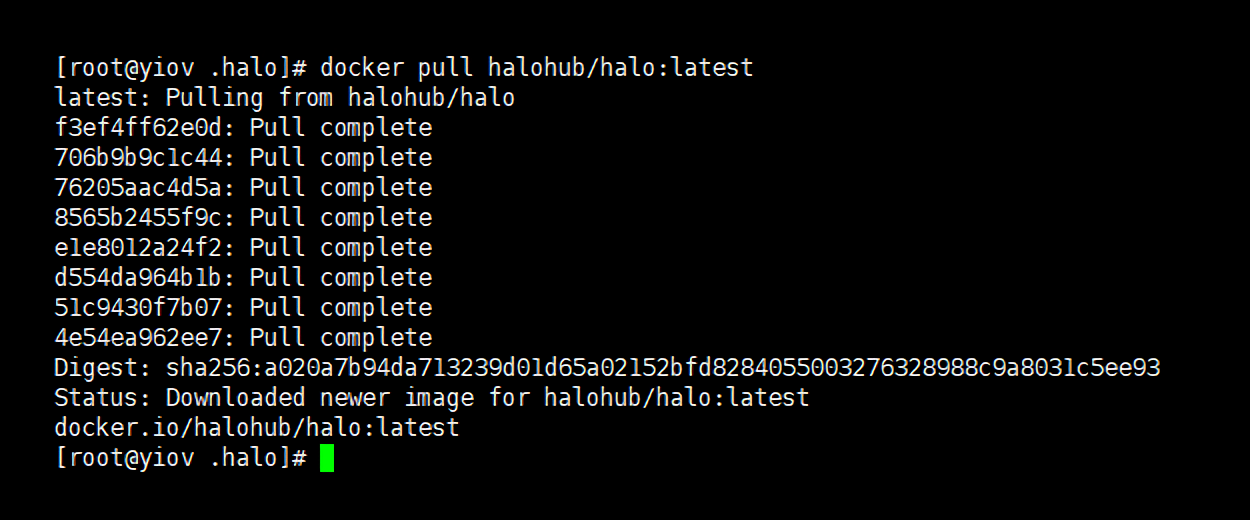 [root@yiov .halo]# docker pull halohub/halo:latest
latest: Pulling from halohub/halo
f3ef4ff62e0d: Pull complete
706b9b9c1c44: Pull complete
76205aac4d5a: Pull complete
8565b2455f9c: Pull complete
e1e8012a24f2: Pull complete
d554da964b1b: Pull complete
51c9430f7b07: Pull complete
4e54ea962ee7: Pull complete
Digest: sha256:a020a7b94da713239d01d65a02152bfd8284055003276328988c9a8031c5ee93
Status: Downloaded newer image for halohub/halo:latest
docker.io/halohub/halo:latest
[root@yiov .halo]#